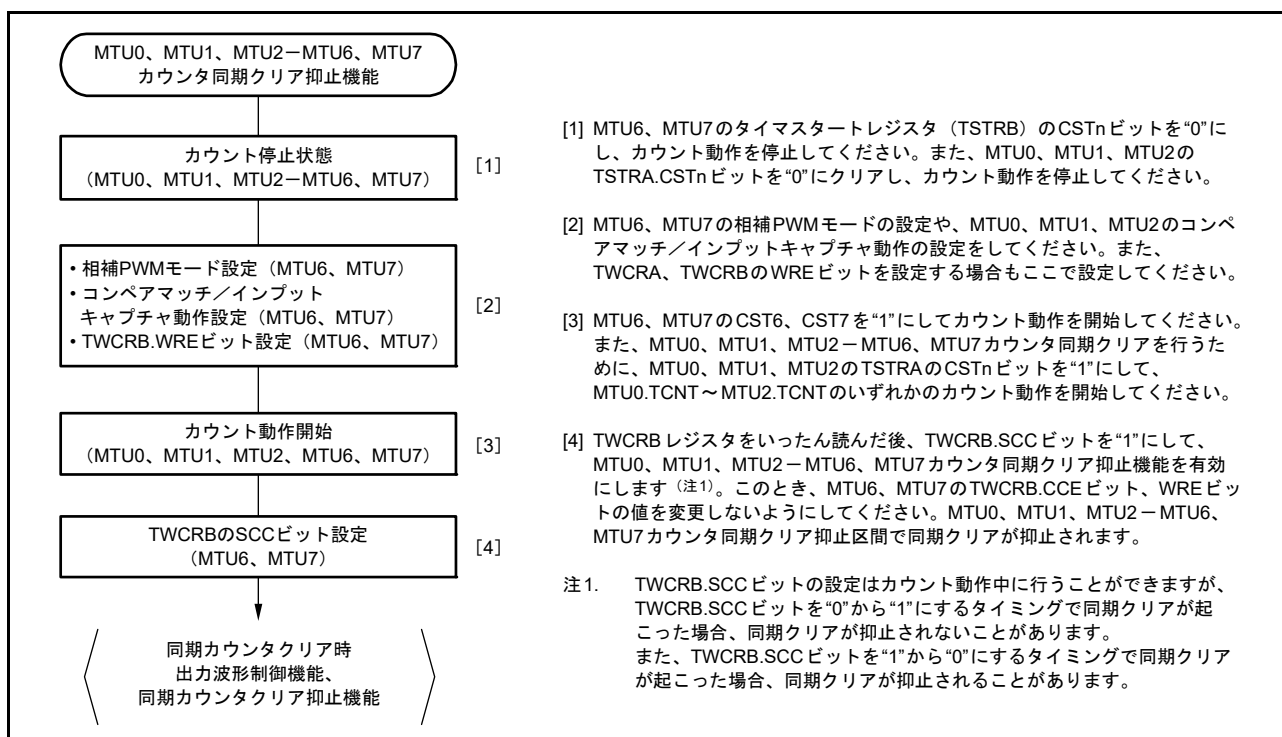 MTU0、MTU1、MTU2－MTU6、MTU7
カウンタ同期クリア抑止機能
カウント停止状態
（MTU0、MTU1、MTU2－MTU6、MTU7）
[1]
• 相補PWMモード設定（MTU6、MTU7）
• コンペアマッチ／インプット
キャプチャ動作設定（MTU6、MTU7）
• TWCRB.WREビット設定（MTU6、MTU7）
[2]
カウント動作開始
（MTU0、MTU1、MTU2、MTU6、MTU7）
[3]
TWCRBのSCCビット設定
（MTU6、MTU7）
[4]
同期カウンタクリア時
出力波形制御機能、
同期カウンタクリア抑止機能
[1] MTU6、MTU7のタイマスタートレジスタ（TSTRB）のCSTnビットを“0”に
し、カウント動作を停止してください。また、MTU0、MTU1、MTU2の
TSTRA.CSTnビットを“0”にクリアし、カウント動作を停止してください。
[2] MTU6、MTU7の相補PWMモードの設定や、MTU0、MTU1、MTU2のコンペ
アマッチ／インプットキャプチャ動作の設定をしてください。また、
TWCRA、TWCRBのWREビットを設定する場合もここで設定してください。
[3] MTU6、MTU7のCST6、CST7を“1”にしてカウント動作を開始してください。
また、MTU0、MTU1、MTU2－MTU6、MTU7カウンタ同期クリアを行うた
めに、MTU0、MTU1、MTU2のTSTRAのCSTnビットを“1”にして、
MTU0.TCNT～MTU2.TCNTのいずれかのカウント動作を開始してください。
[4] TWCRBレジスタをいったん読んだ後、TWCRB.SCCビットを“1”にして、
MTU0、MTU1、MTU2－MTU6、MTU7カウンタ同期クリア抑止機能を有効
にします（注1）。このとき、MTU6、MTU7のTWCRB.CCEビット、WREビッ
トの値を変更しないようにしてください。MTU0、MTU1、MTU2－MTU6、
MTU7カウンタ同期クリア抑止区間で同期クリアが抑止されます。
注1. TWCRB.SCCビットの設定はカウント動作中に行うことができますが、
TWCRB.SCCビットを“0”から“1”にするタイミングで同期クリアが起
こった場合、同期クリアが抑止されないことがあります。
また、TWCRB.SCCビットを“1”から“0”にするタイミングで同期クリア
が起こった場合、同期クリアが抑止されることがあります。